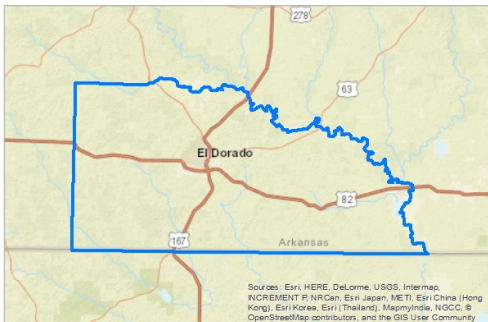 278
63
El Dorado
82
167
Arkansas
Sources: Esri, HERE, DeLorme, USGS, Intermap,
INCREMENT P, NRCan, Esri Japan, METI, Esri China (Hong
Kong), Esri Korea, Esri (Thailand), MapmyIndia, NGCC, ©
OpenStreetMap contributors, and the GIS User Community